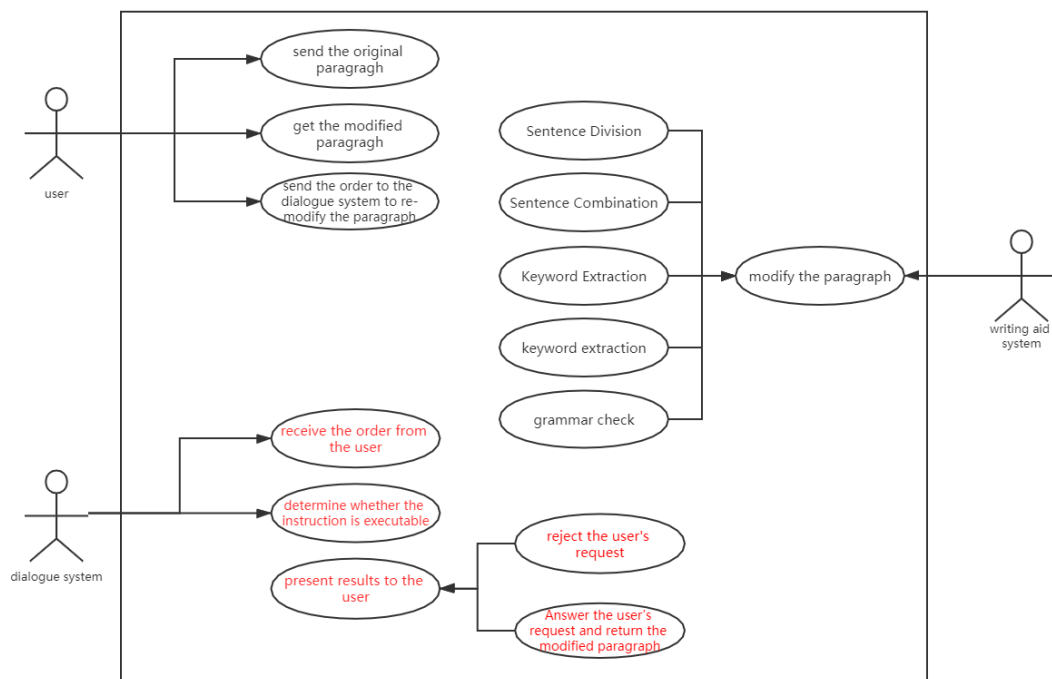 send the original
paragragh
get the modified
paragragh
send the order to the
dialogue system to re-
modify the paragraph
user
Sentence Division
Sentence Combination
Keyword Extraction
keyword extraction
grammar check
modify the paragraph
writing aid
system
receive the order from
the user
determine whether the
instruction is executable
present results to the
user
dialogue system
reject the user's
request
Answer the user's
request and return the
modified paragraph